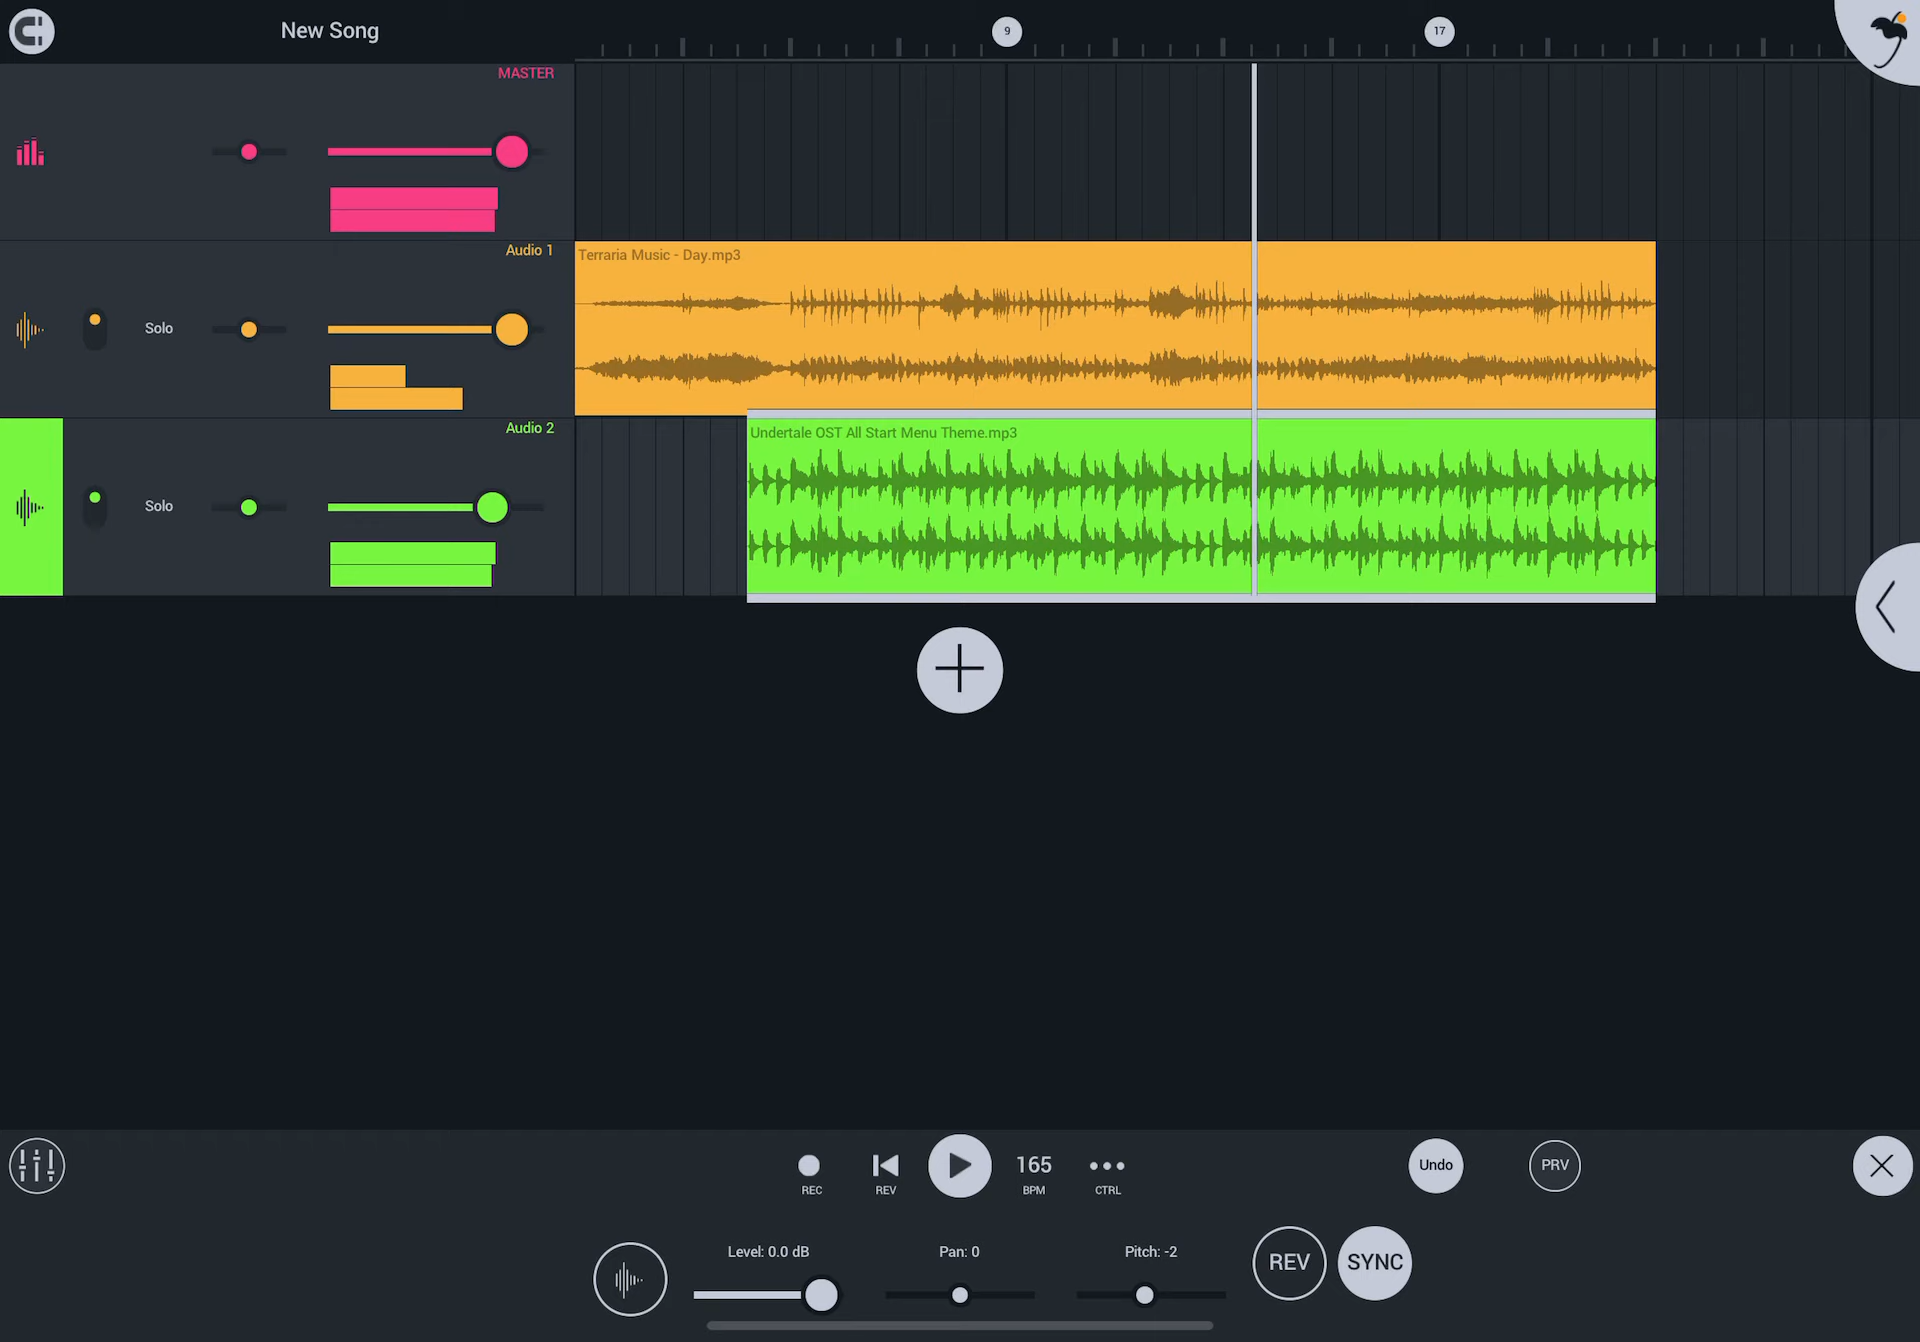 New Song
9
17
MASTER
Audio 1
Terraria Music - Day.mp3
Solo
Audio 2
Undertale OST All Start Menu Theme.mp3
Solo
165
Undo
PRV
REC
REV
BPM
CTRL
Level: 0.0 dB
Pan: 0
Pitch: -2
REV
SYNC